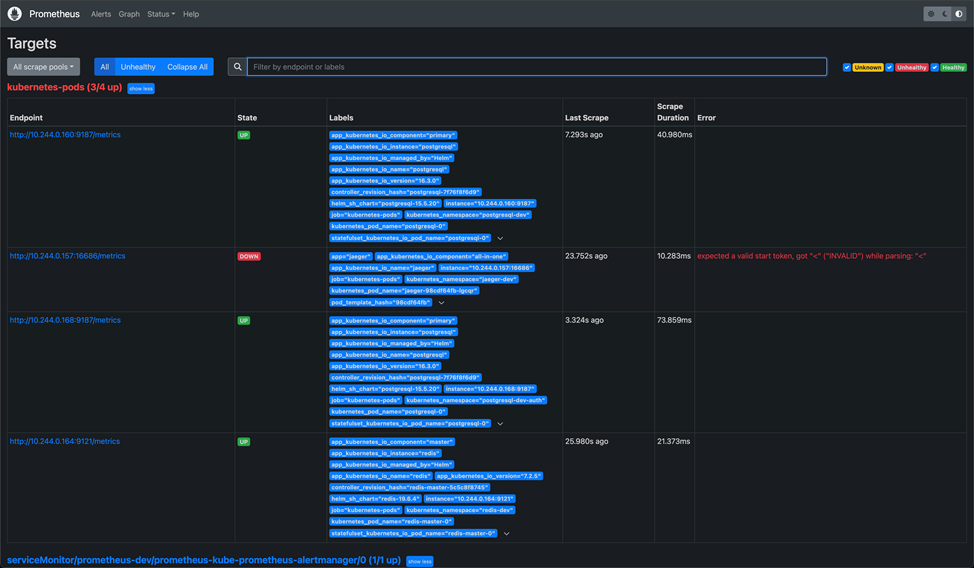 Prometheus Alerts Graph Status Help
Targets
All scrape pools All Unhealthy Collapse All Filter by endpoint or labels Unknown Unhealthy Healthy
kubernetes-pods (3/4 up) show less
Endpoint State Labels Last Scrape Scrape Duration Error
http://10.244.0.160:9187/metrics UP app_kubernetes_io_component="primary" 7.293s ago 40.980ms
app_kubernetes_io_instance="postgresql"
app_kubernetes_io_managed_by="Helm"
app_kubernetes_io_name="postgresql"
app_kubernetes_io_version="16.3.0"
controller_revision_hash="postgresql-7f76f8f6d9"
helm_sh_chart="postgresql-15.5.20" instance="10.244.0.160:9187"
job="kubernetes-pods" kubernetes_namespace="postgresql-dev"
kubernetes_pod_name="postgresql-0"
statefulset_kubernetes_io_pod_name="postgresql-0"
http://10.244.0.157:16686/metrics DOWN app="jaeger" app_kubernetes_io_component="all-in-one" 23.752s ago 10.283ms expected a valid start token, got "<" ("INVALID") while parsing: "<"
app_kubernetes_io_name="jaeger" instance="10.244.0.157:16686"
job="kubernetes-pods" kubernetes_namespace="jaeger-dev"
kubernetes_pod_name="jaeger-98cdf84fb-lgcqr"
pod_template_hash="98cdf84fb"
http://10.244.0.168:9187/metrics UP app_kubernetes_io_component="primary" 3.324s ago 73.859ms
app_kubernetes_io_instance="postgresql"
app_kubernetes_io_managed_by="Helm"
app_kubernetes_io_name="postgresql"
app_kubernetes_io_version="16.3.0"
controller_revision_hash="postgresql-7f76f8f6d9"
helm_sh_chart="postgresql-15.5.20" instance="10.244.0.168:9187"
job="kubernetes-pods" kubernetes_namespace="postgresql-dev-auth"
kubernetes_pod_name="postgresql-0"
statefulset_kubernetes_io_pod_name="postgresql-0"
http://10.244.0.164:9121/metrics UP app_kubernetes_io_component="master" 25.980s ago 21.373ms
app_kubernetes_io_instance="redis"
app_kubernetes_io_managed_by="Helm"
app_kubernetes_io_name="redis" app_kubernetes_io_version="7.2.5"
controller_revision_hash="redis-master-5c5c8f8745"
helm_sh_chart="redis-19.6.4" instance="10.244.0.164:9121"
job="kubernetes-pods" kubernetes_namespace="redis-dev"
kubernetes_pod_name="redis-master-0"
statefulset_kubernetes_io_pod_name="redis-master-0"
serviceMonitor/prometheus-dev/prometheus-kube-prometheus-alertmanager/0 (1/1 up) show less